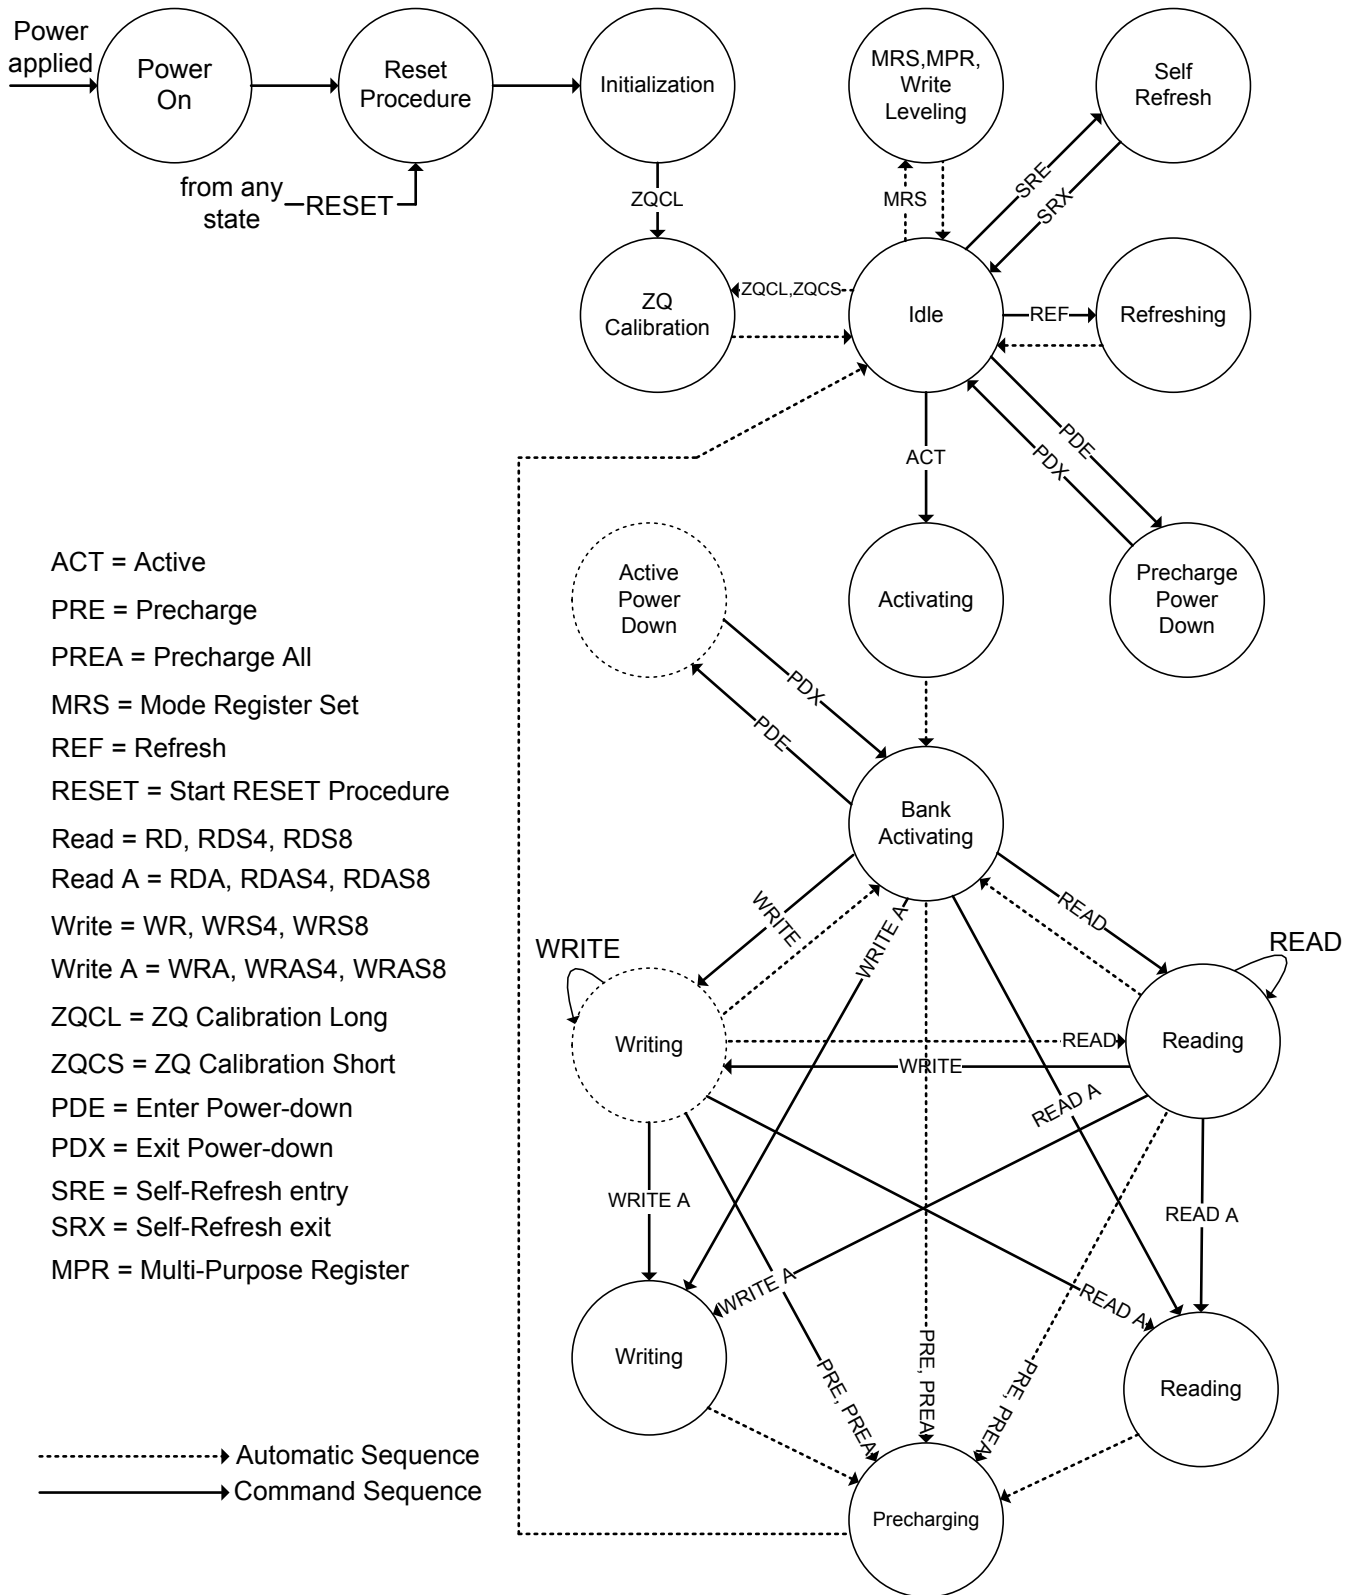 Power
applied
Power
On
Reset
Procedure
Initialization
MRS,MPR,
Write
Leveling
Self
Refresh
from any
state
RESET
ZQCL
MRS
SRE
SRX
ZQ
Calibration
ZQCL,ZQCS
Idle
REF
Refreshing
ACT
PDE
PDX
Active
Power
Down
Activating
Precharge
Power
Down
PDX
PDE
Bank
Activating
WRITE
WRITE A
READ
WRITE
READ
Writing
READ
Reading
WRITE
READ A
WRITE A
READ A
WRITE A
READ A
Writing
PRE, PREA
PRE, PREA
PRE, PREA
Reading
Precharging
ACT = Active
PRE = Precharge
PREA = Precharge All
MRS = Mode Register Set
REF = Refresh
RESET = Start RESET Procedure
Read = RD, RDS4, RDS8
Read A = RDA, RDAS4, RDAS8
Write = WR, WRS4, WRS8
Write A = WRA, WRAS4, WRAS8
ZQCL = ZQ Calibration Long
ZQCS = ZQ Calibration Short
PDE = Enter Power-down
PDX = Exit Power-down
SRE = Self-Refresh entry
SRX = Self-Refresh exit
MPR = Multi-Purpose Register
Automatic Sequence
Command Sequence